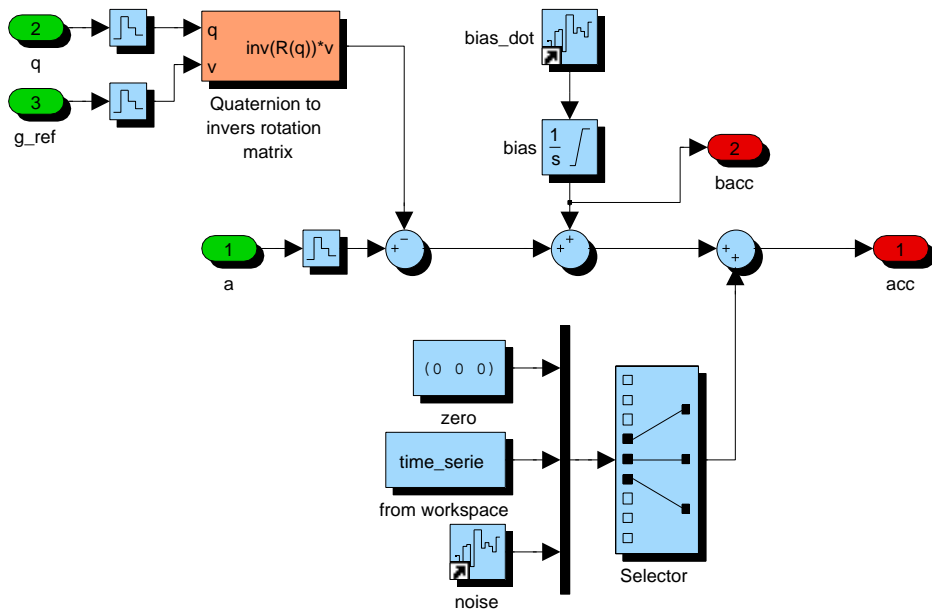 2
q
3
g_ref
q
v
inv(R(q))*v
Quaternion to
invers rotation
matrix
bias_dot
bias
1
s
2
bacc
1
a
+
−
+
+
+
+
1
acc
(0 0 0)
zero
time_serie
from workspace
noise
Selector